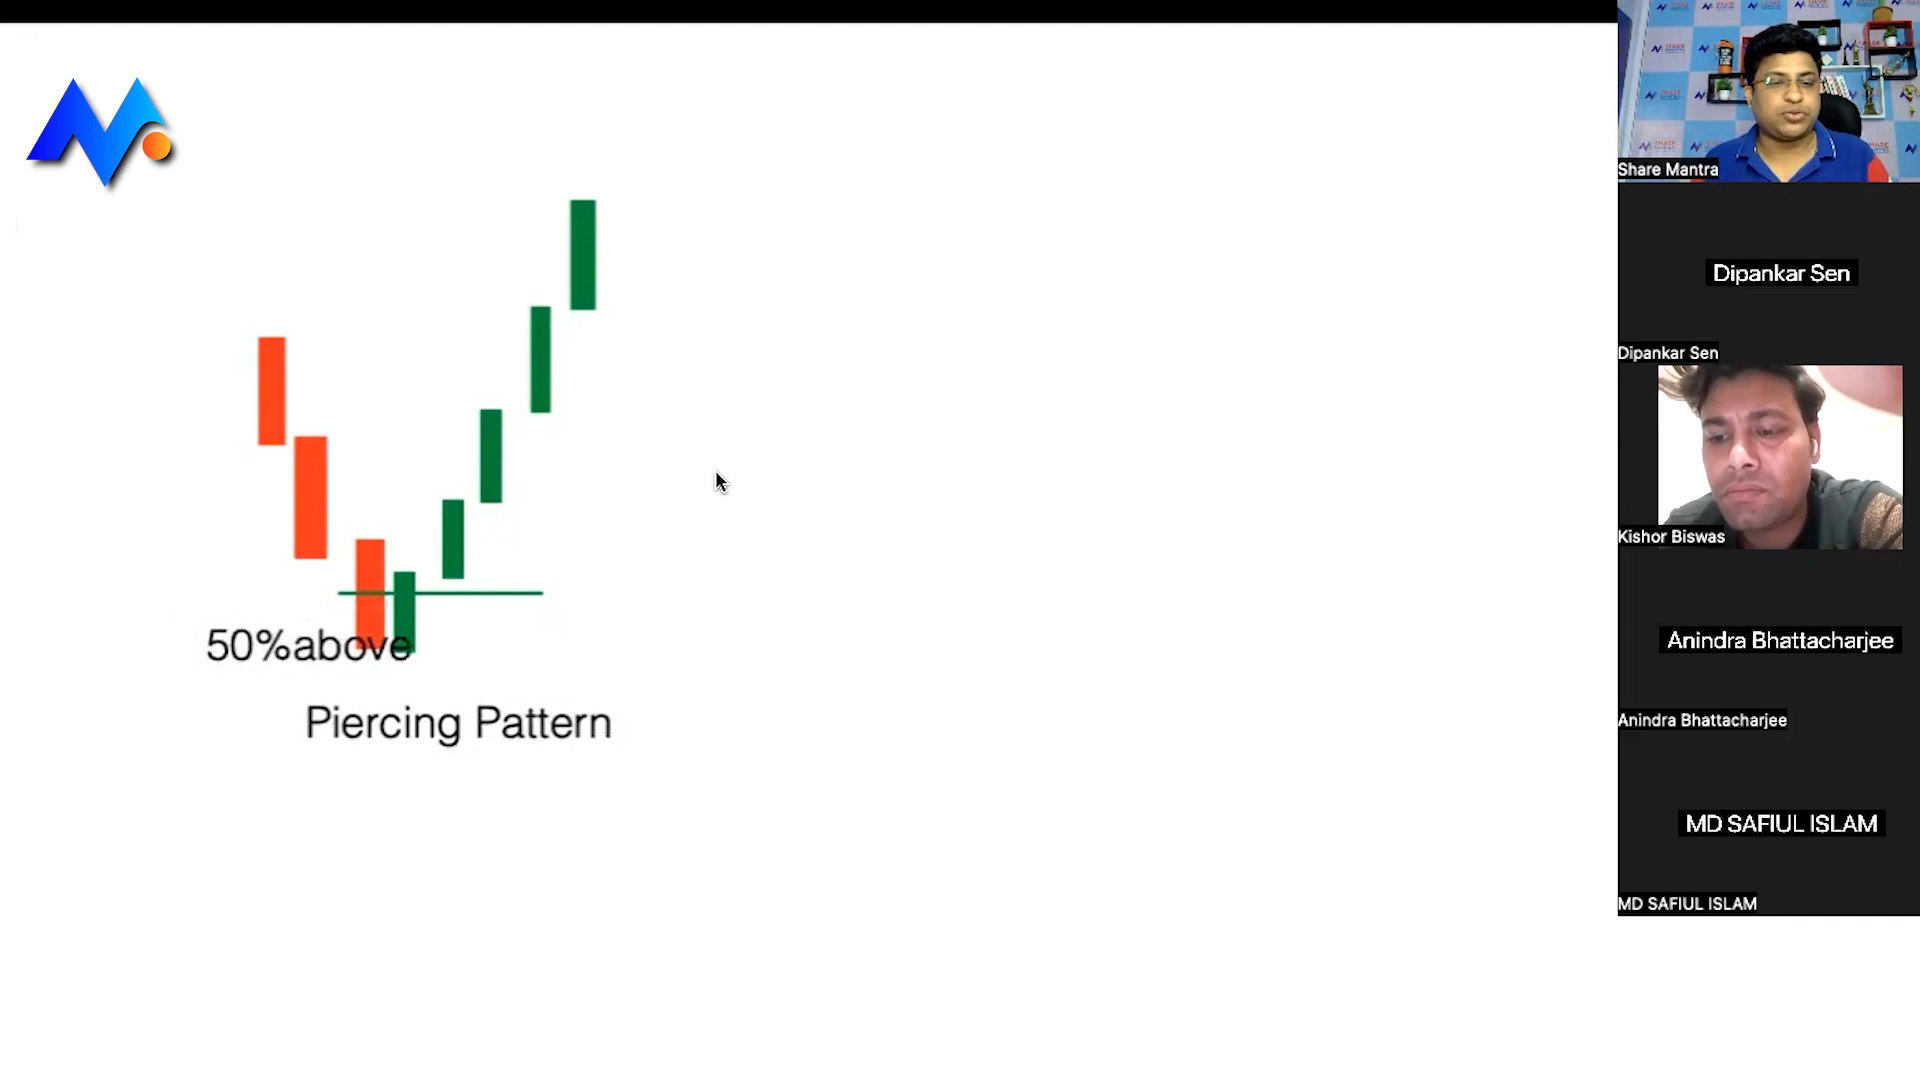 50%above
Piercing Pattern
Share Mantra
Dipankar Sen
Dipankar Sen
Kishor Biswas
Anindra Bhattacharjee
Anindra Bhattacharjee
MD SAFIUL ISLAM
MD SAFIUL ISLAM